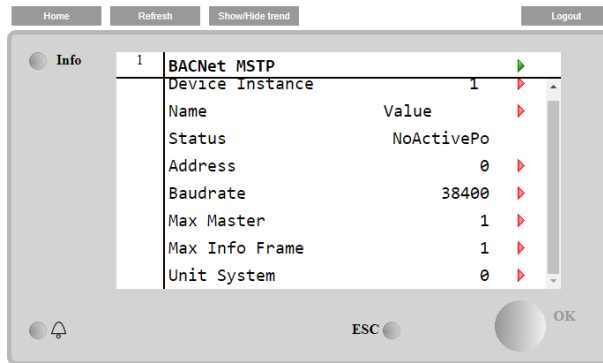 Home Refresh Show/Hide trend Logout
Info
1 BACNet MSTP
Device Instance 1
Name Value
Status NoActivePo
Address 0
Baudrate 38400
Max Master 1
Max Info Frame 1
Unit System 0
ESC OK